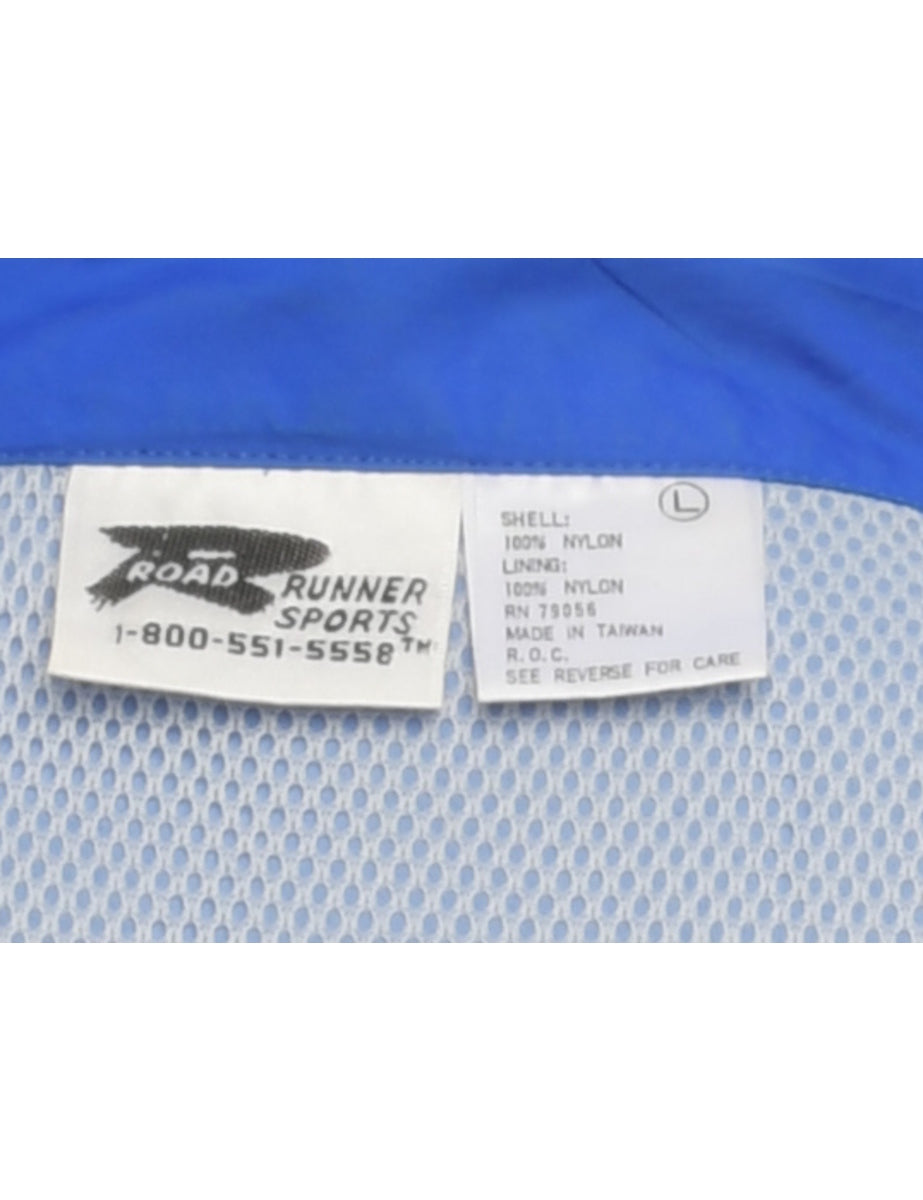 ROAD
RUNNER
SPORTS
1-800-551-5558™
L
SHELL:
100% NYLON
LINING:
100% NYLON
RN 79056
MADE IN TAIWAN
R.O.C.
SEE REVERSE FOR CARE